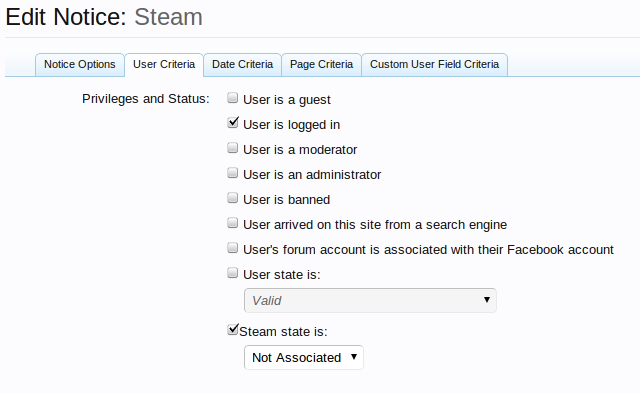 Edit Notice: Steam
Notice Options User Criteria Date Criteria Page Criteria Custom User Field Criteria
Privileges and Status: User is a guest
User is logged in
User is a moderator
User is an administrator
User is banned
User arrived on this site from a search engine
User's forum account is associated with their Facebook account
User state is:
Valid
Steam state is:
Not Associated